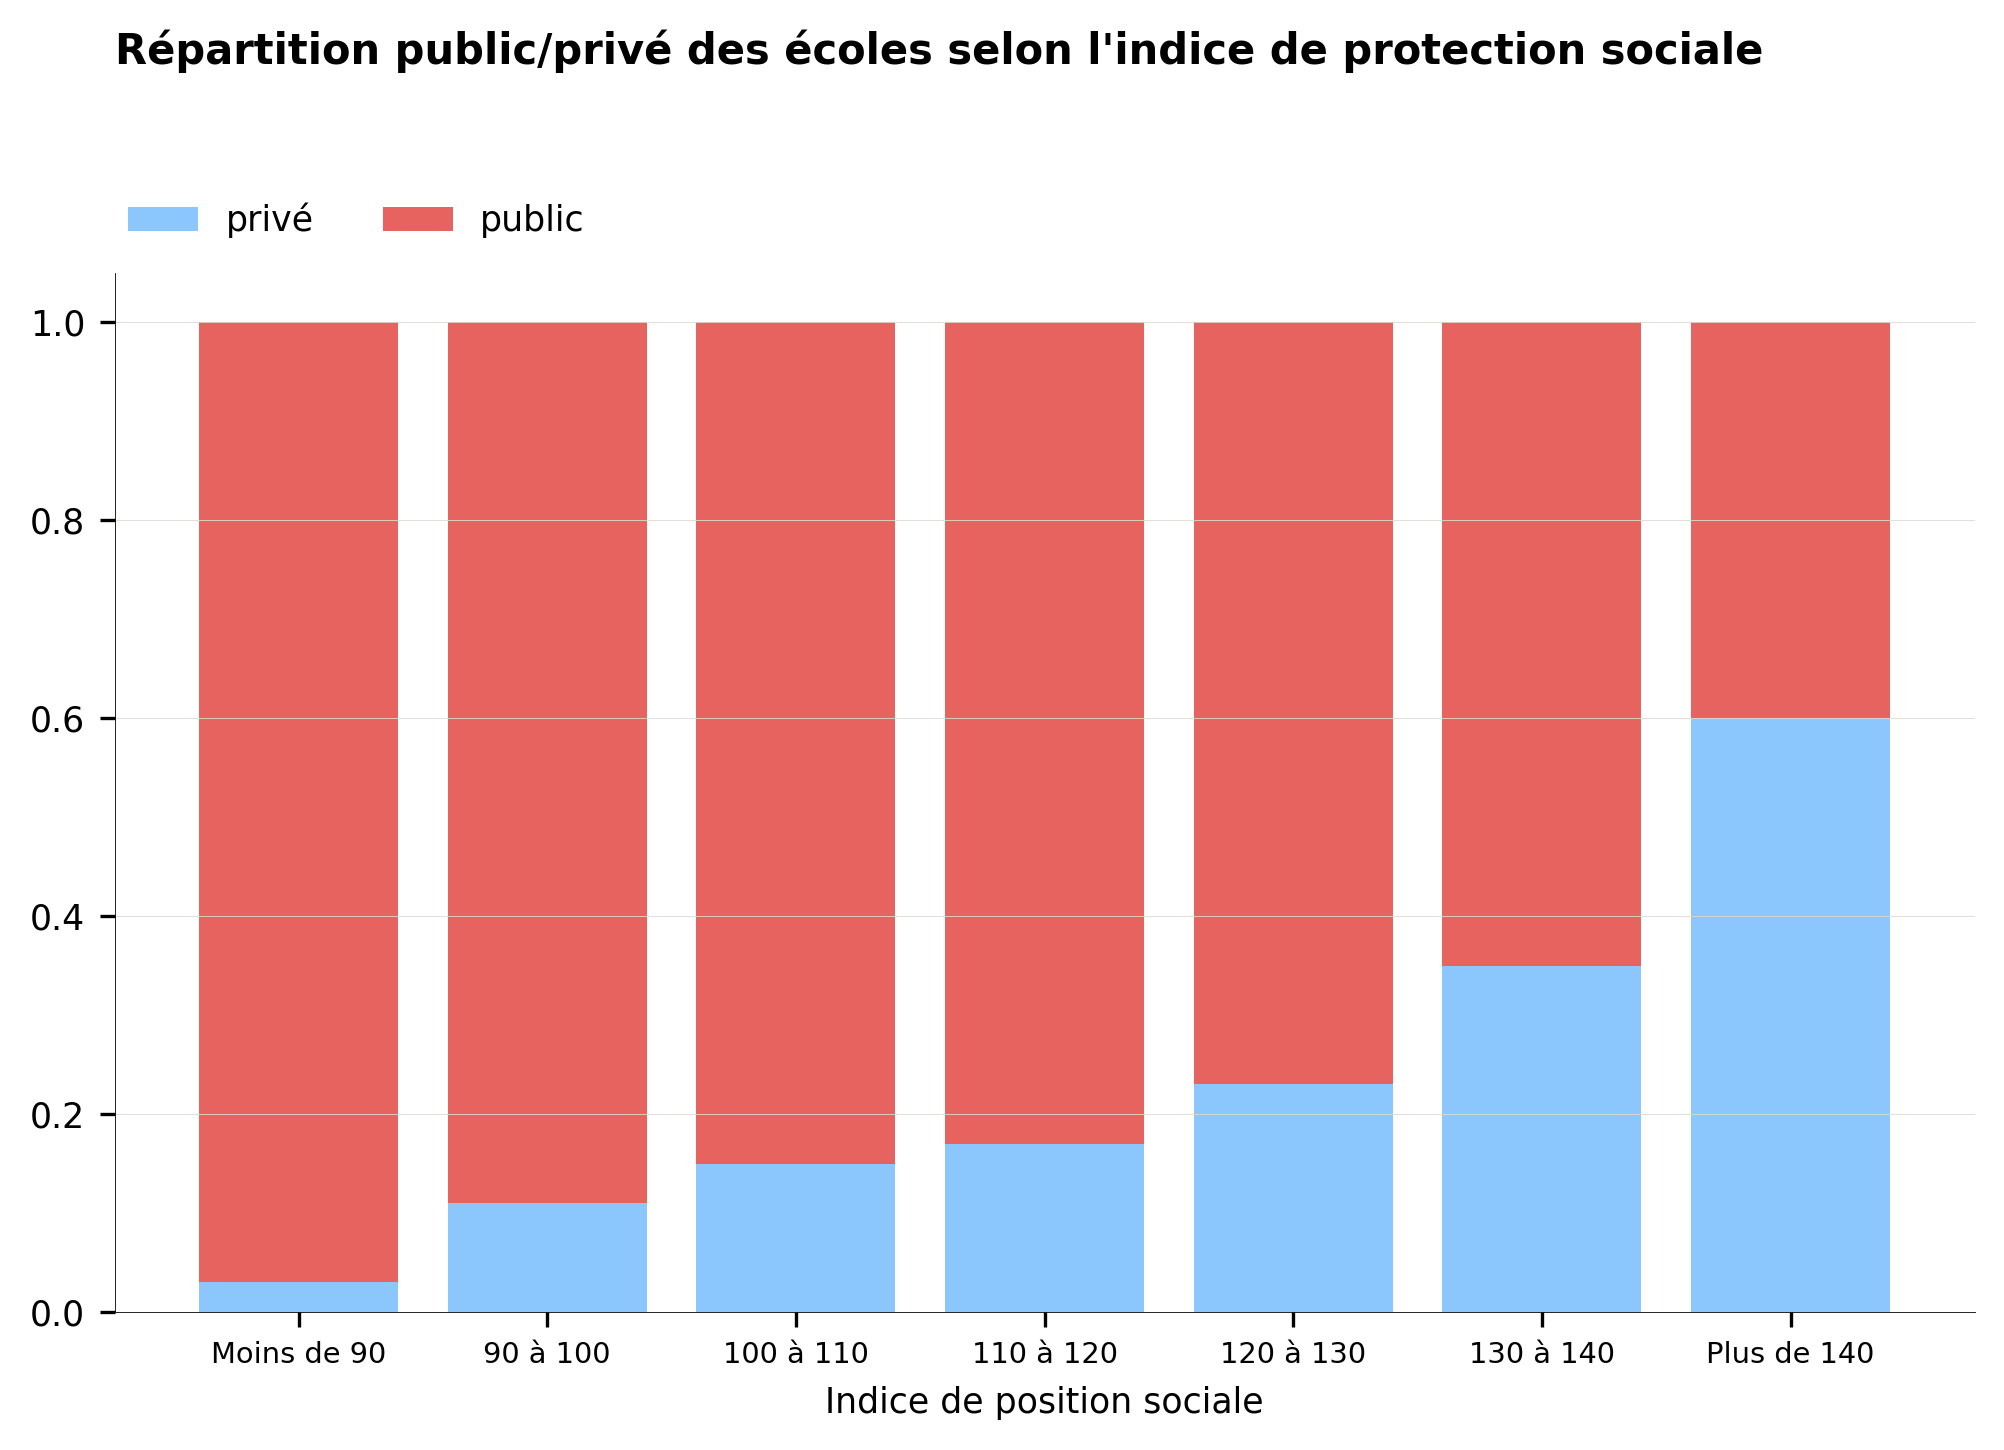 Répartition public/privé des écoles selon l'indice de protection sociale
privé public
1.0
0.8
0.6
0.4
0.2
0.0
Moins de 90 90 à 100 100 à 110 110 à 120 120 à 130 130 à 140 Plus de 140
Indice de position sociale